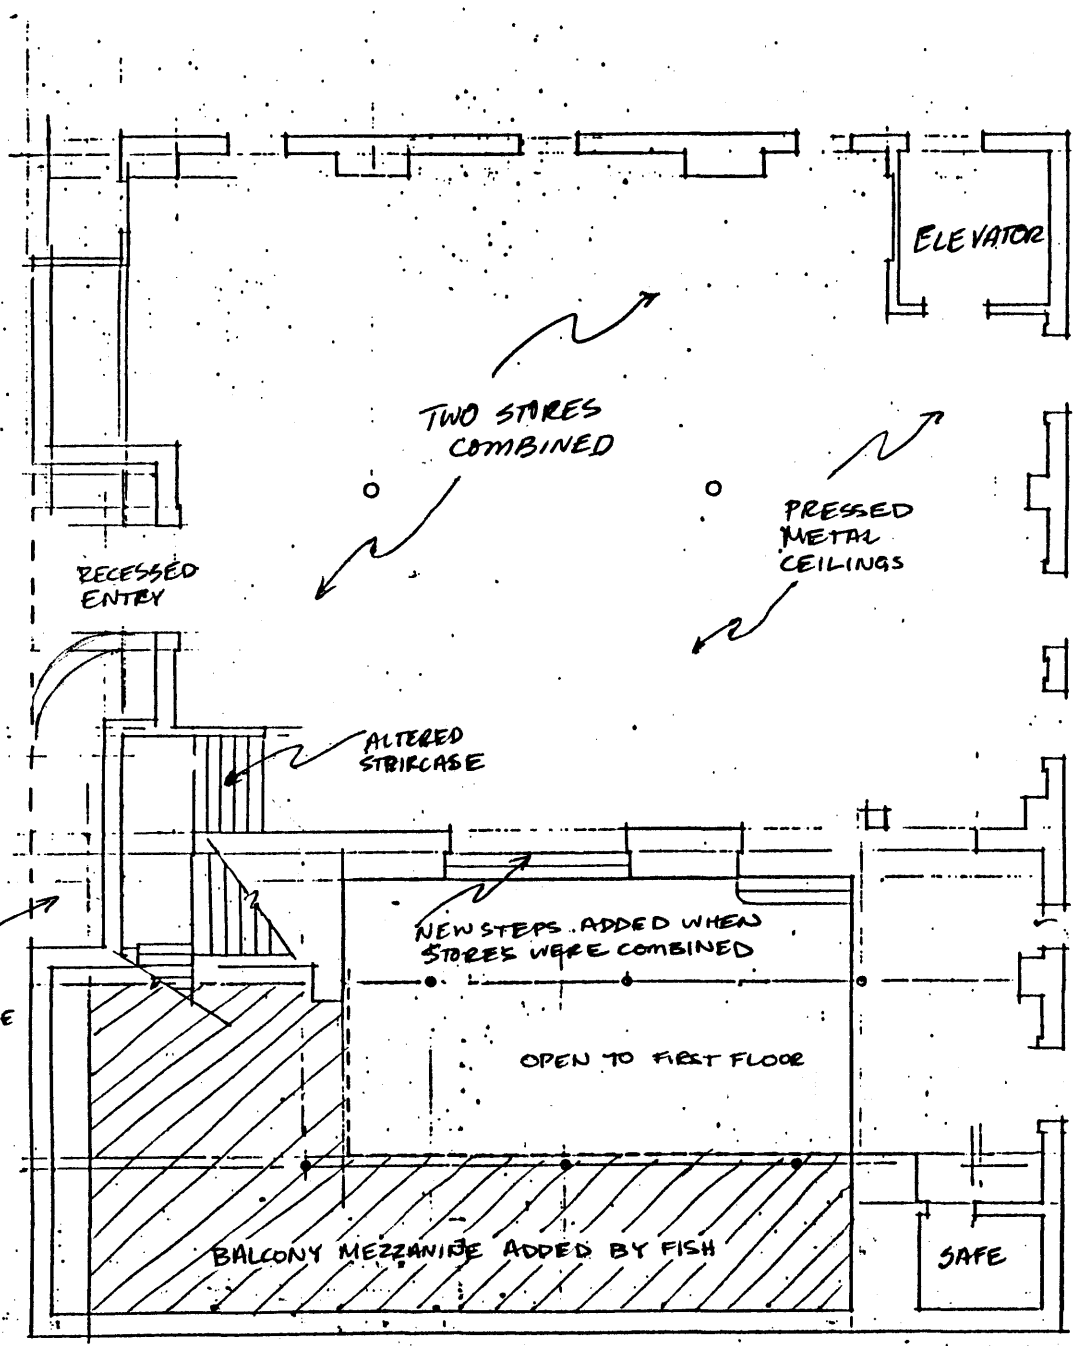 ELEVATOR
TWO STORES
COMBINED
PRESSED
METAL
CEILINGS
RECESSED
ENTRY
ALTERED
STAIRCASE
NEW STEPS ADDED WHEN
STORES WERE COMBINED
E
OPEN TO FIRST FLOOR
BALCONY MEZZANINE ADDED BY FISH
SAFE